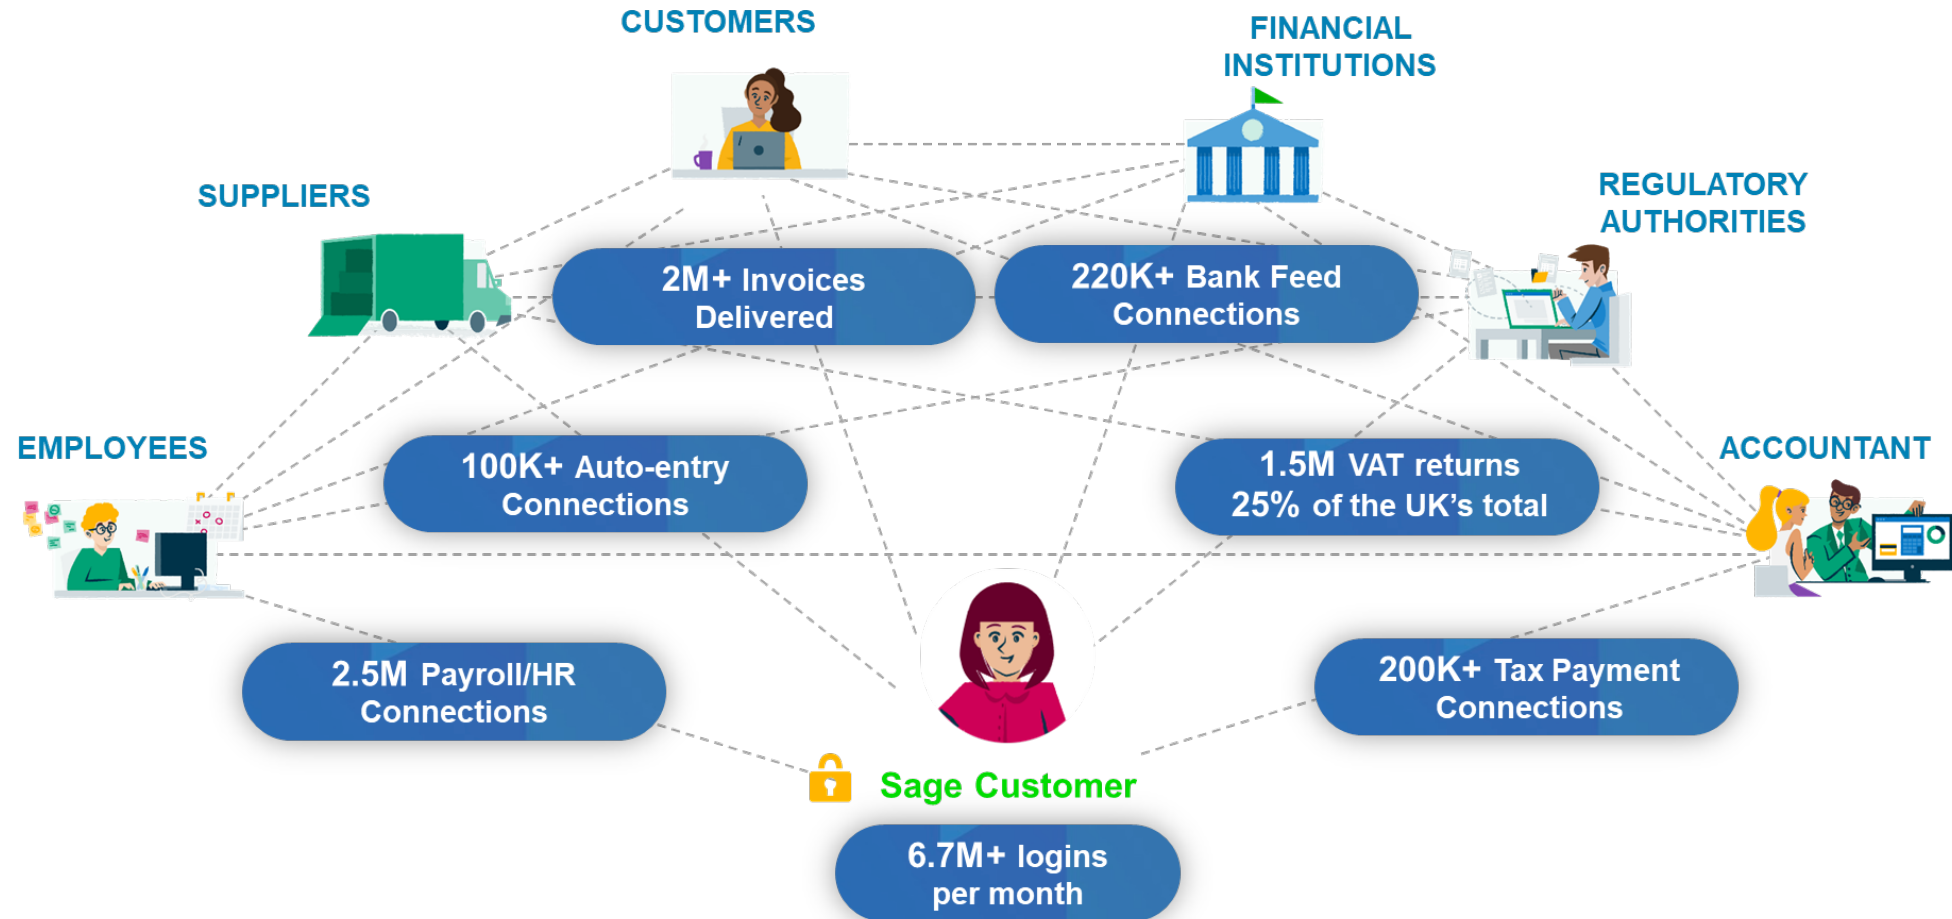 CUSTOMERS
FINANCIAL
INSTITUTIONS
SUPPLIERS
REGULATORY
AUTHORITIES
2M+ Invoices
Delivered
220K+ Bank Feed
Connections
EMPLOYEES
100K+ Auto-entry
Connections
1.5M VAT returns
25% of the UK's total
ACCOUNTANT
2.5M Payroll/HR
Connections
200K+ Tax Payment
Connections
Sage Customer
6.7M+ logins
per month